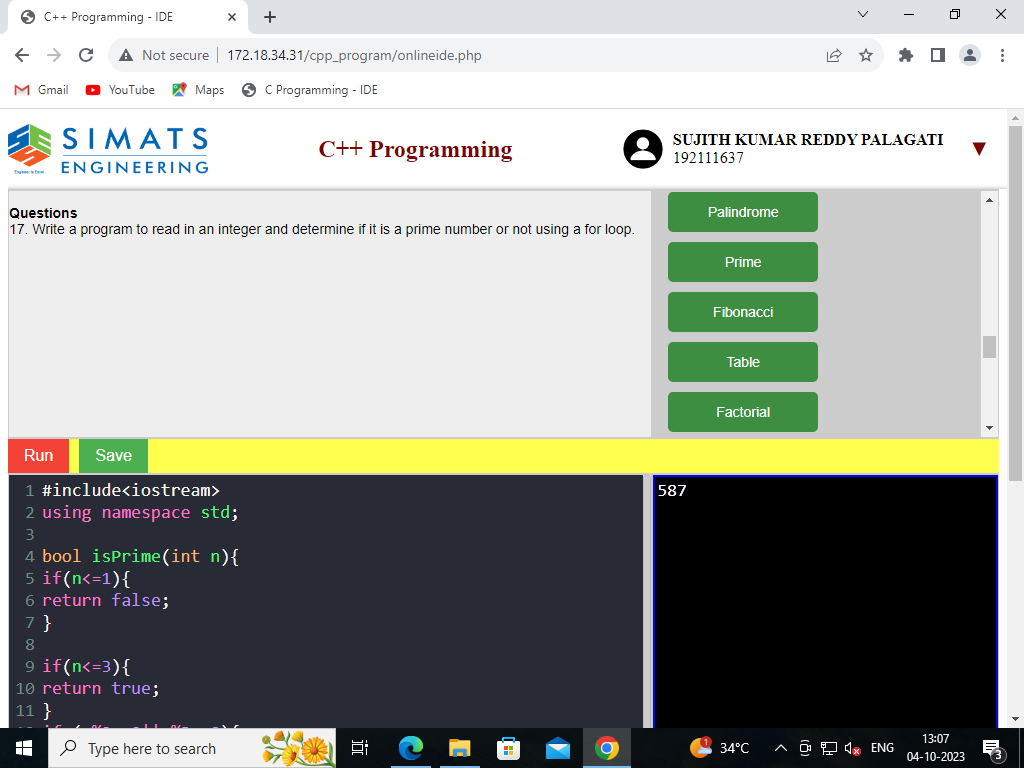 C++ Programming - IDE
Not secure
172.18.34.31/cpp_program/onlineide.php
Gmail
YouTube
Maps
C Programming - IDE
SIMATS
ENGINEERING
Engineer to Excel
C++ Programming
SUJITH KUMAR REDDY PALAGATI
192111637
Questions
17. Write a program to read in an integer and determine if it is a prime number or not using a for loop.
Palindrome
Prime
Fibonacci
Table
Factorial
Run
Save
1 #include<iostream>
2 using namespace std;
3
4 bool isPrime(int n){
5 if(n<=1){
6 return false;
7 }
8
9 if(n<=3){
10 return true;
11 }
587
Type here to search
34°C
ENG
13:07
04-10-2023
3